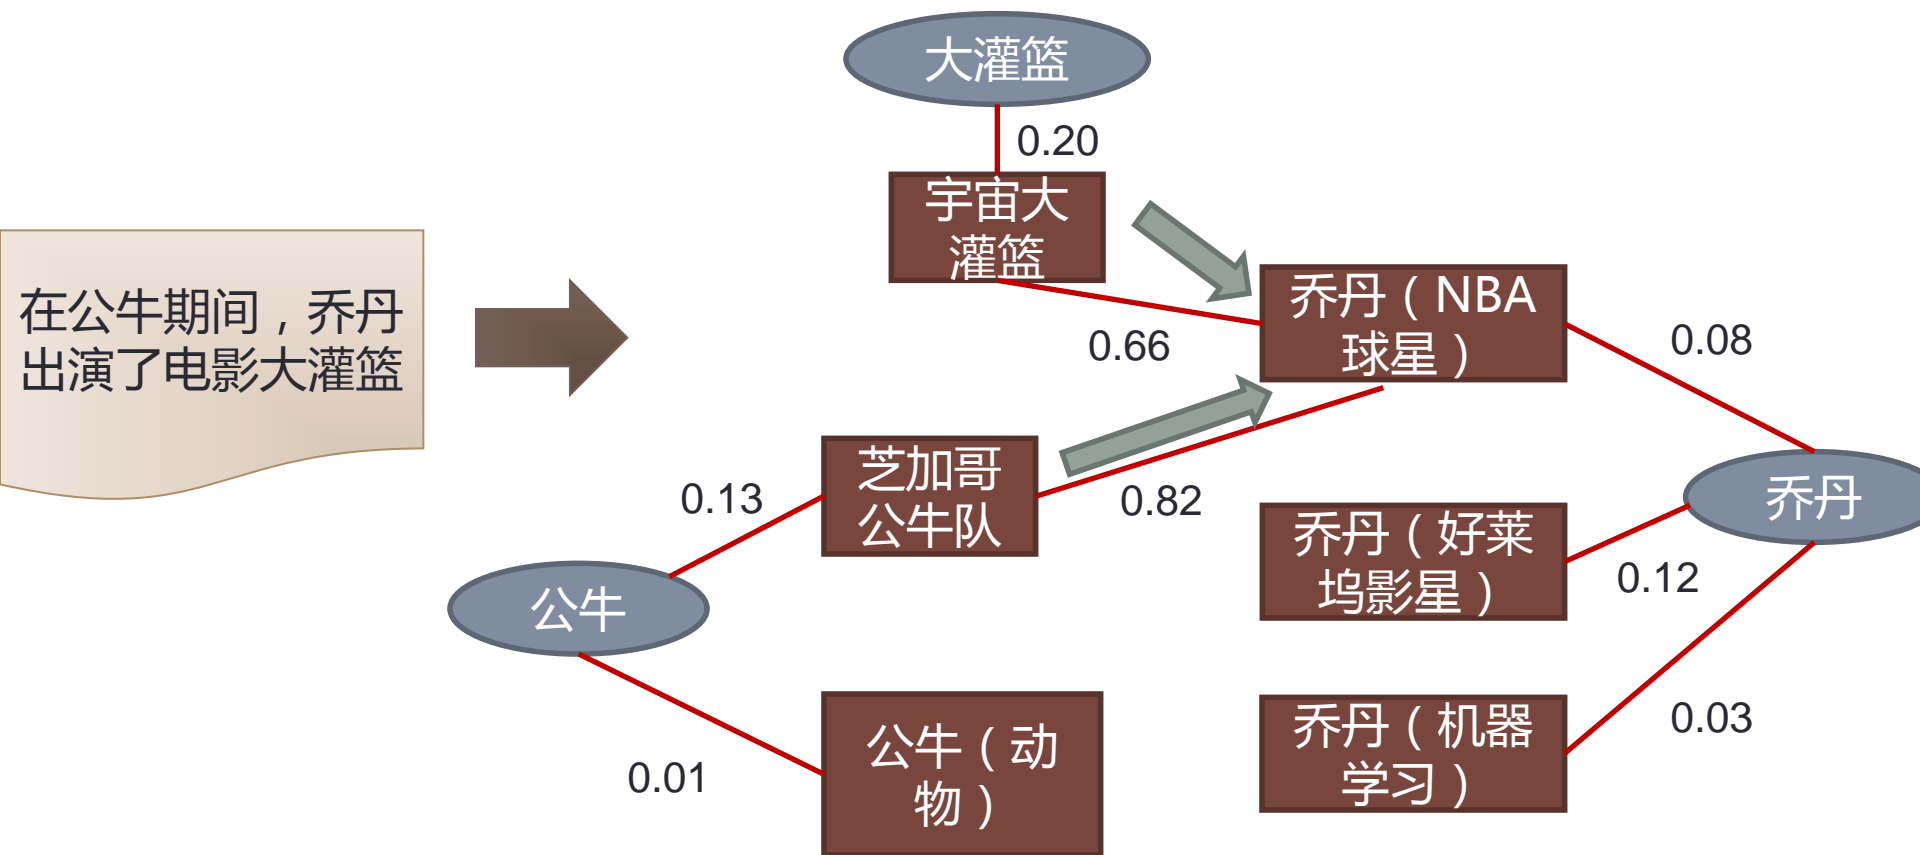 大灌篮
0.20
宇宙大
灌篮
在公牛期间，乔丹
出演了电影大灌篮
乔丹（NBA
球星）
0.66
0.08
芝加哥
公牛队
0.13
0.82
乔丹
乔丹（好莱
坞影星）
0.12
公牛
乔丹（机器
学习）
0.03
公牛（动
物）
0.01